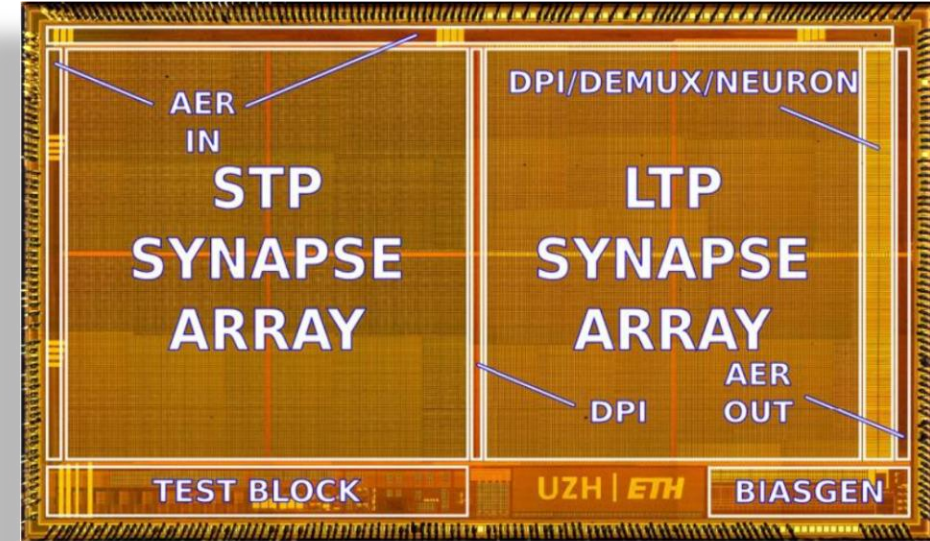 AER
IN
DPI/DEMUX/NEURON
STP
SYNAPSE
ARRAY
LTP
SYNAPSE
ARRAY
DPI
AER
OUT
TEST BLOCK
UZH | ETH
BIASGEN